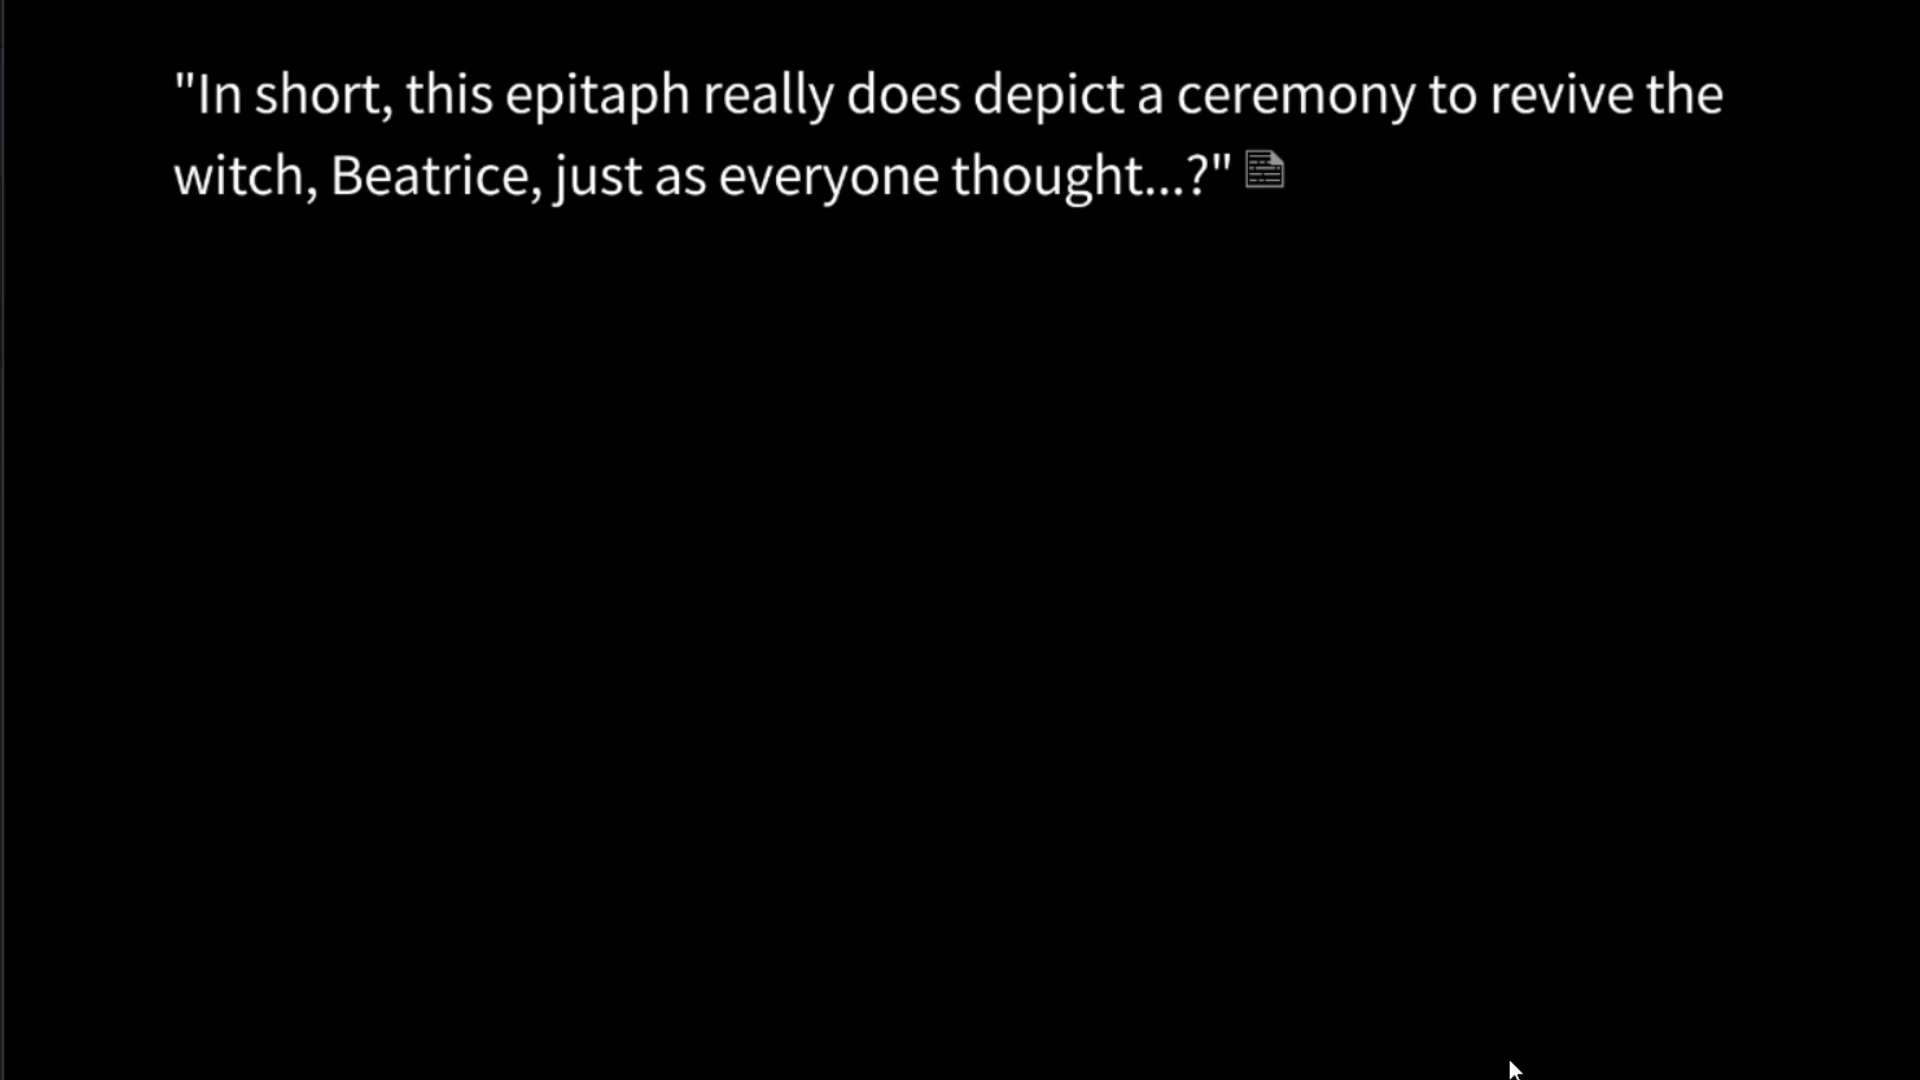 "In short, this epitaph really does depict a ceremony to revive the
witch, Beatrice, just as everyone thought...?"